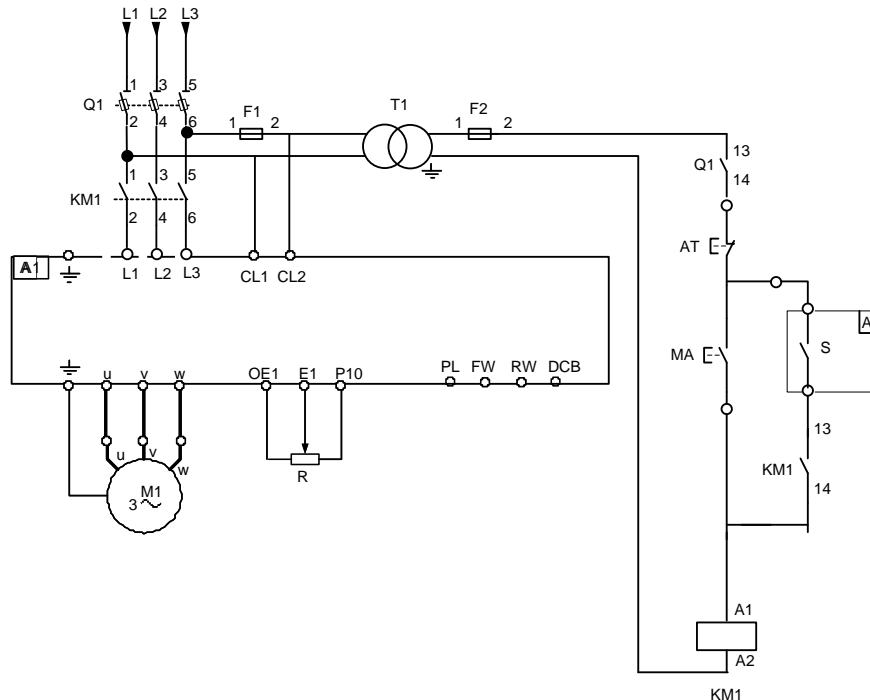 L1 L2 L3
1 3 5
Q1
2 4 6
F1
1 2
T1
F2
1 2
13
Q1
14
1 3 5
KM1
2 4 6
AT
A1
L1 L2 L3 CL1 CL2
A
S
MA
PL FW RW DCB
u v w OE1 E1 P10
13
KM1
14
u v w
R
M1
3
A1
A2
KM1